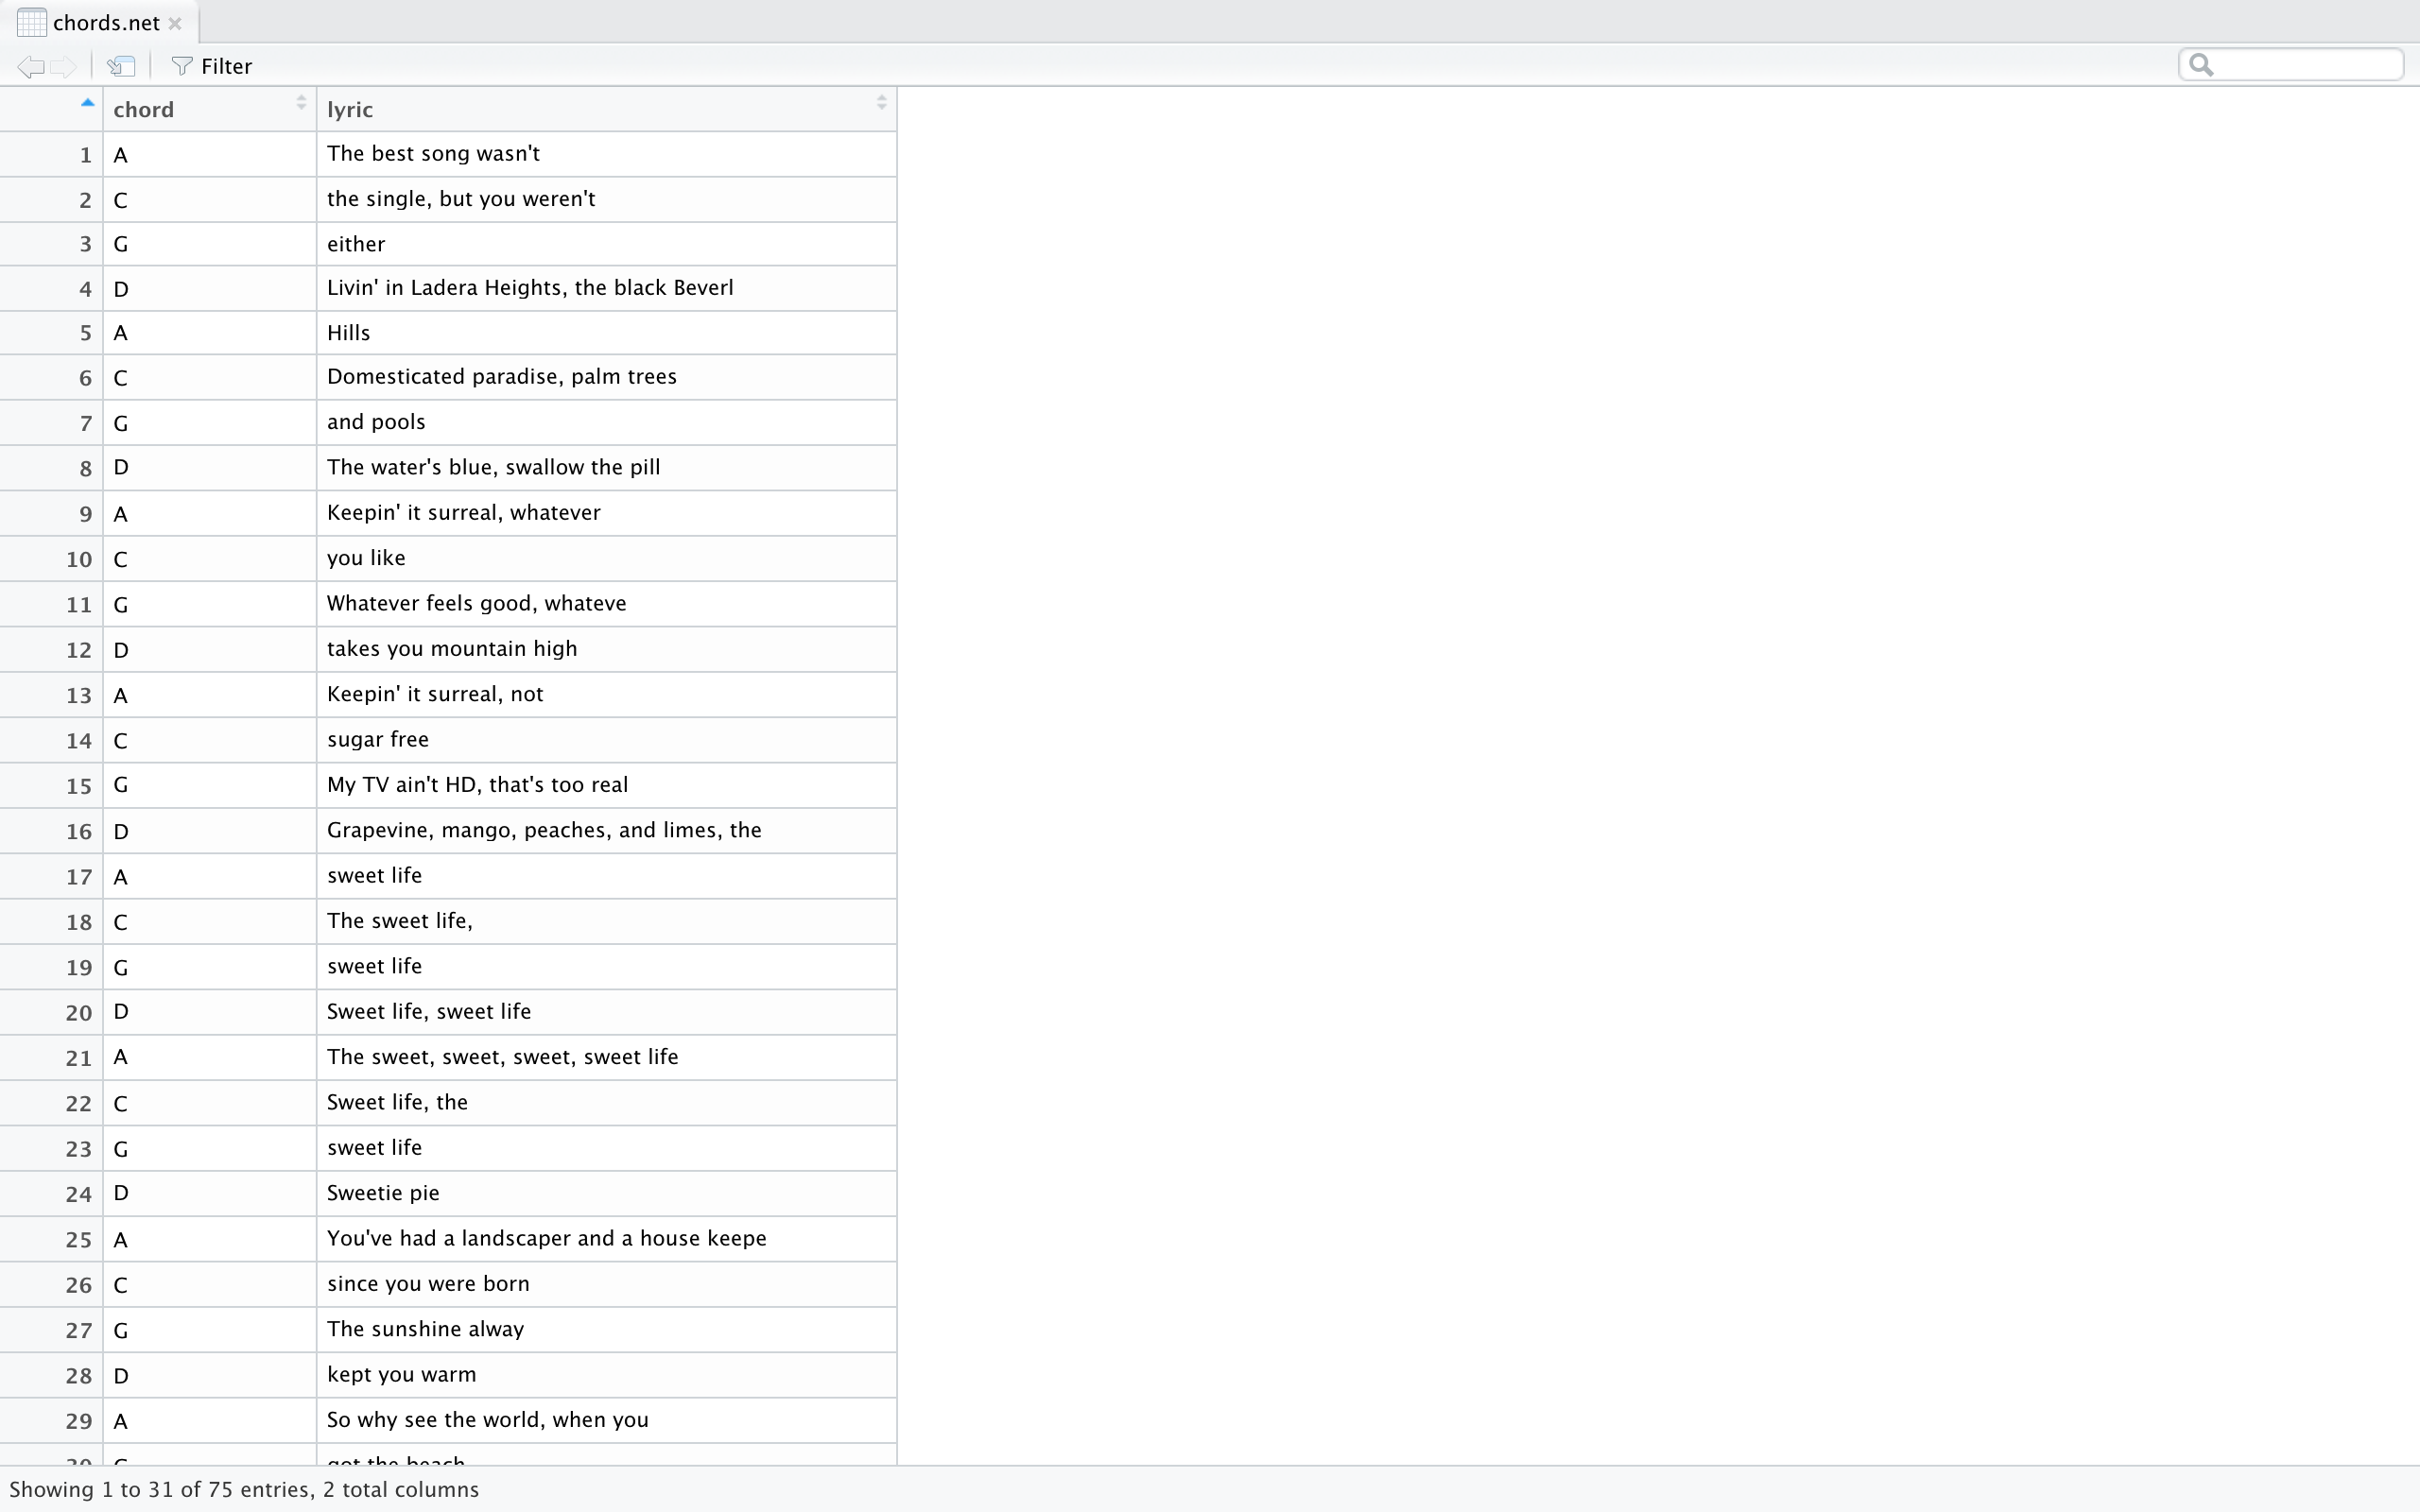 chords.net
Filter
chord lyric
1 A The best song wasn't
2 C the single, but you weren't
3 G either
4 D Livin' in Ladera Heights, the black Beverl
5 A Hills
6 C Domesticated paradise, palm trees
7 G and pools
8 D The water's blue, swallow the pill
9 A Keepin' it surreal, whatever
10 C you like
11 G Whatever feels good, whateve
12 D takes you mountain high
13 A Keepin' it surreal, not
14 C sugar free
15 G My TV ain't HD, that's too real
16 D Grapevine, mango, peaches, and limes, the
17 A sweet life
18 C The sweet life,
19 G sweet life
20 D Sweet life, sweet life
21 A The sweet, sweet, sweet, sweet life
22 C Sweet life, the
23 G sweet life
24 D Sweetie pie
25 A You've had a landscaper and a house keepe
26 C since you were born
27 G The sunshine alway
28 D kept you warm
29 A So why see the world, when you
30 C got the beach
Showing 1 to 31 of 75 entries, 2 total columns